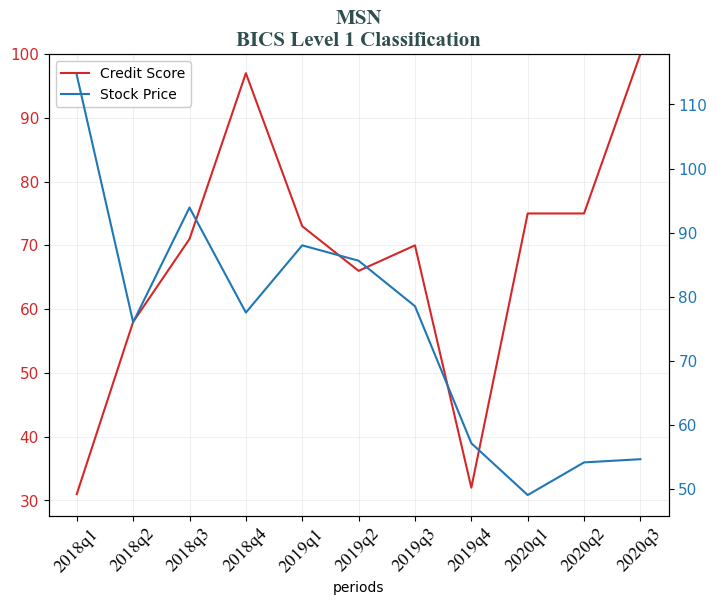 MSN
BICS Level 1 Classification
Credit Score
Stock Price
100
90
80
70
60
50
40
30
110
100
90
80
70
60
50
2018q1
2018q2
2018q3
2018q4
2019q1
2019q2
2019q3
2019q4
2020q1
2020q2
2020q3
periods